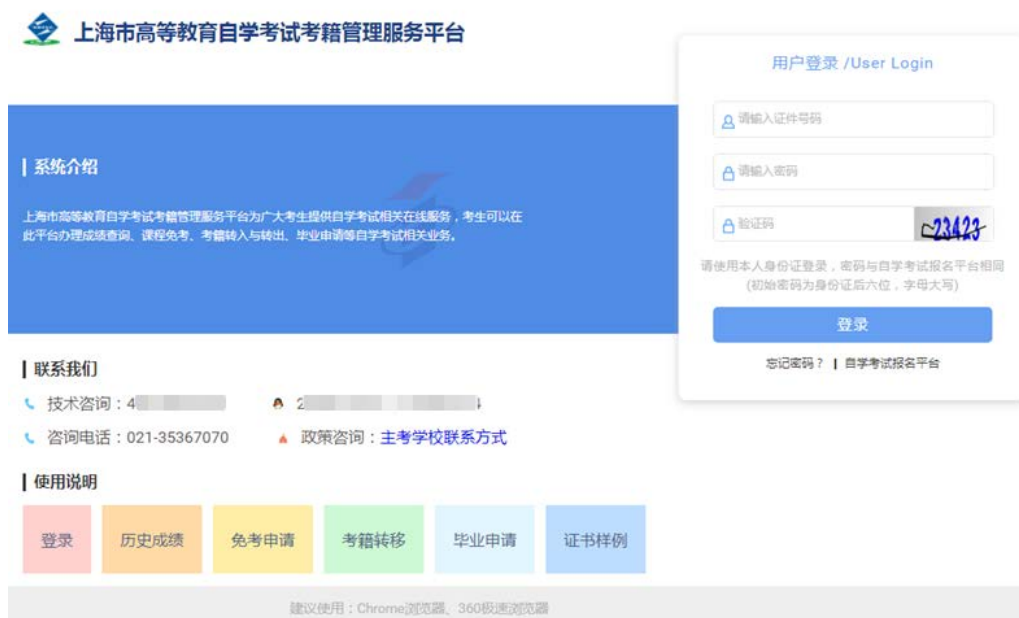 上海市高等教育自学考试考籍管理服务平台
用户登录 /User Login
请输入证件号码
请输入密码
验证码
23423
请使用本人身份证登录，密码与自学考试报名平台相同
(初始密码为身份证后六位，字母大写)
登录
忘记密码？ | 自学考试报名平台
系统介绍
上海市高等教育自学考试考籍管理服务平台为广大考生提供自学考试相关在线服务，考生可以在
此平台办理成绩查询、课程免考、考籍转入与转出、毕业申请等自学考试相关业务。
联系我们
技术咨询：4
2
咨询电话：021-35367070
政策咨询：主考学校联系方式
使用说明
登录
历史成绩
免考申请
考籍转移
毕业申请
证书样例
建议使用：Chrome浏览器、360极速浏览器